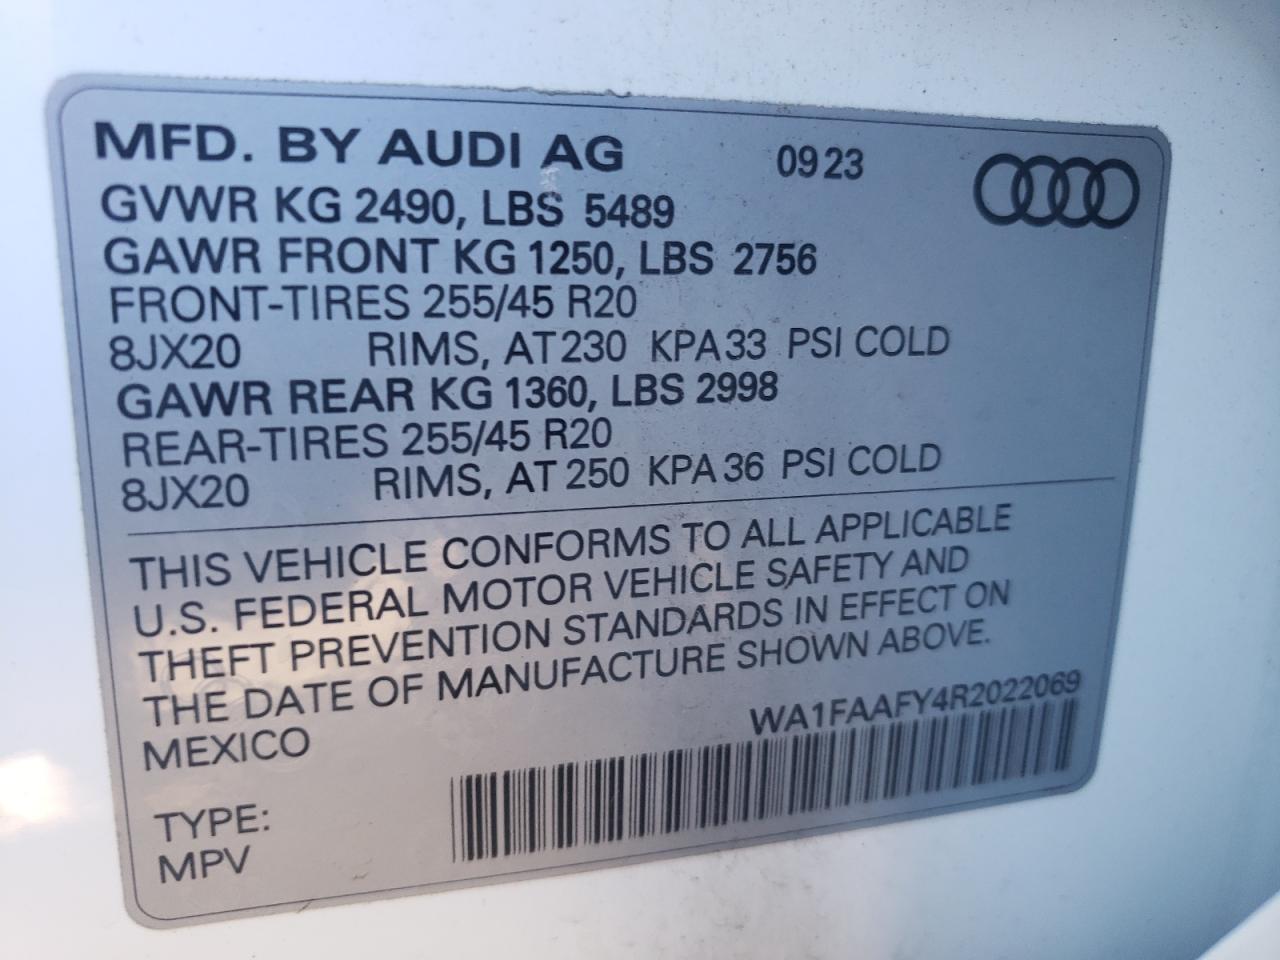 MFD. BY AUDI AG 09 23
GVWR KG 2490, LBS 5489
GAWR FRONT KG 1250, LBS 2756
FRONT-TIRES 255/45 R20
8JX20 RIMS, AT 230 KPA 33 PSI COLD
GAWR REAR KG 1360, LBS 2998
REAR-TIRES 255/45 R20
8JX20 RIMS, AT 250 KPA 36 PSI COLD
THIS VEHICLE CONFORMS TO ALL APPLICABLE
U.S. FEDERAL MOTOR VEHICLE SAFETY AND
THEFT PREVENTION STANDARDS IN EFFECT ON
THE DATE OF MANUFACTURE SHOWN ABOVE.
MEXICO WA1FAAFY4R2022069
TYPE:
MPV